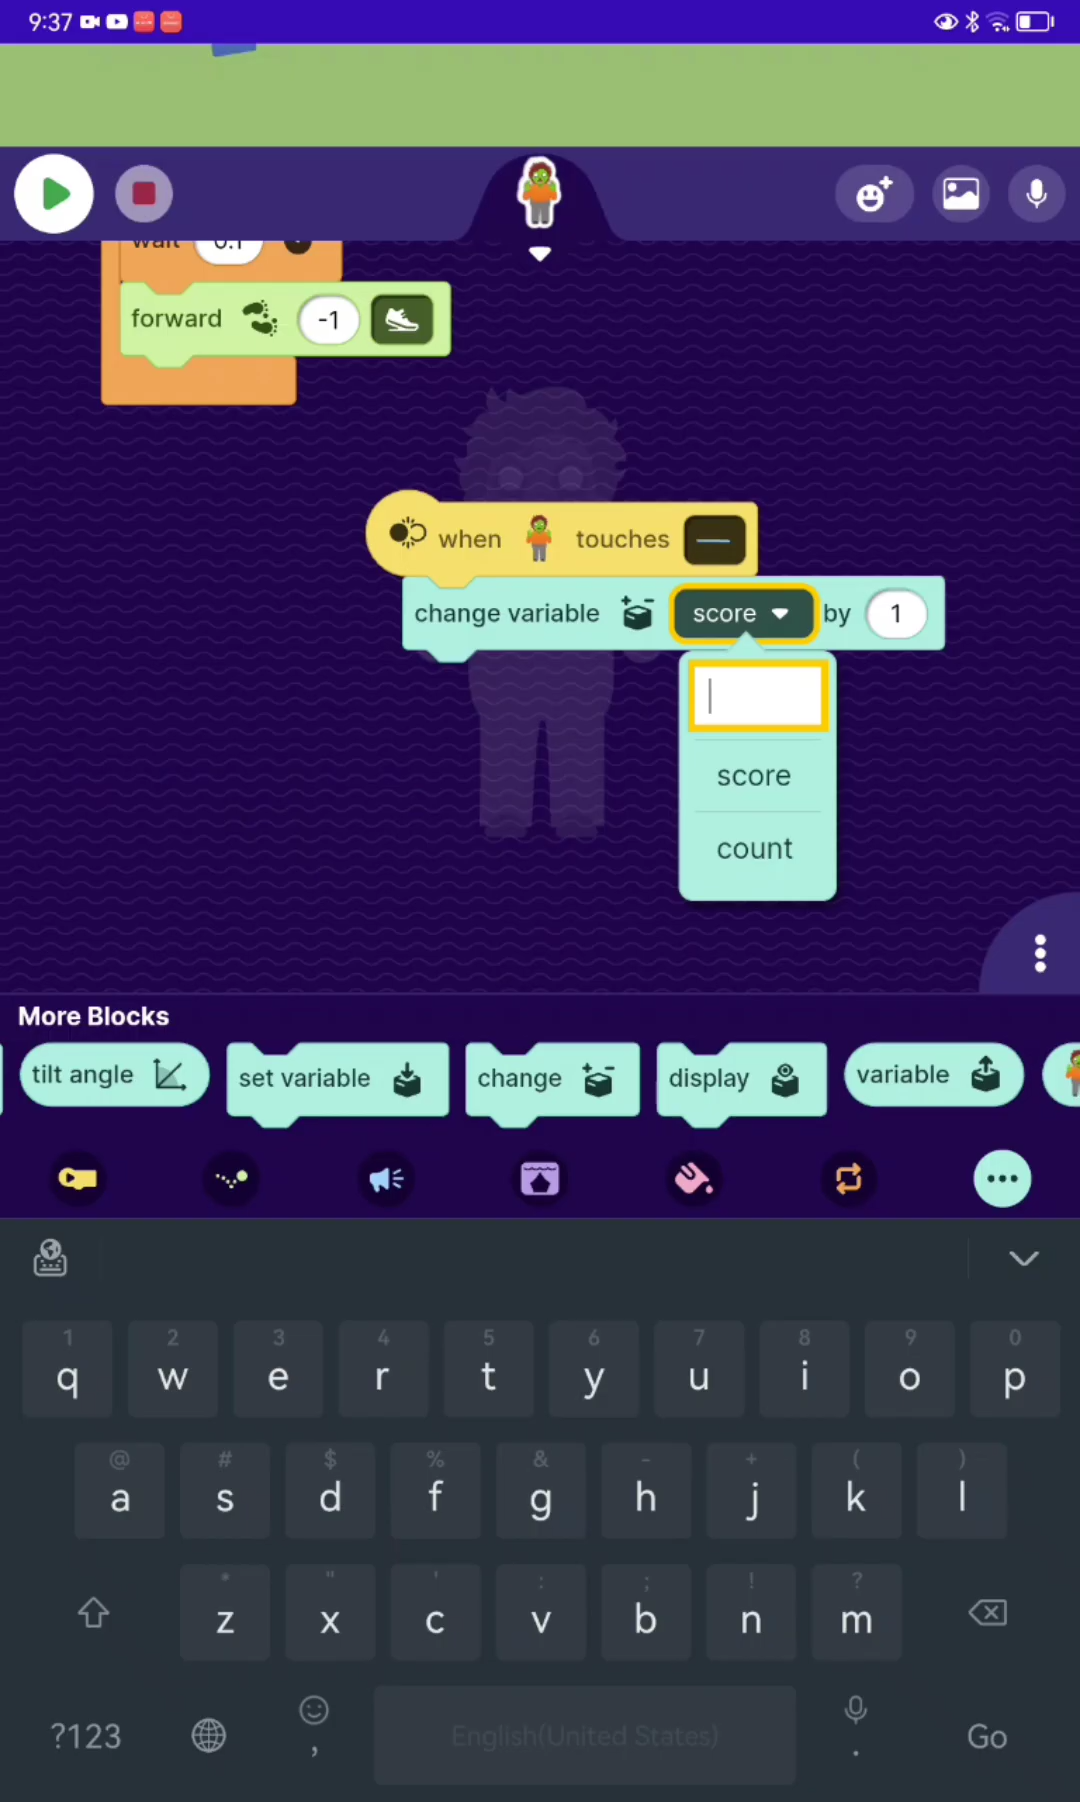 9:37
wait 0.1
forward -1
when touches
change variable score by 1
score
count
More Blocks
tilt angle set variable change display variable
1 2 3 4 5 6 7 8 9 0
q w e r t y u i o p
@ # $ % & - + ( )
a s d f g h j k l
* " ' : ; ! ?
z x c v b n m
?123 , English(United States) . Go